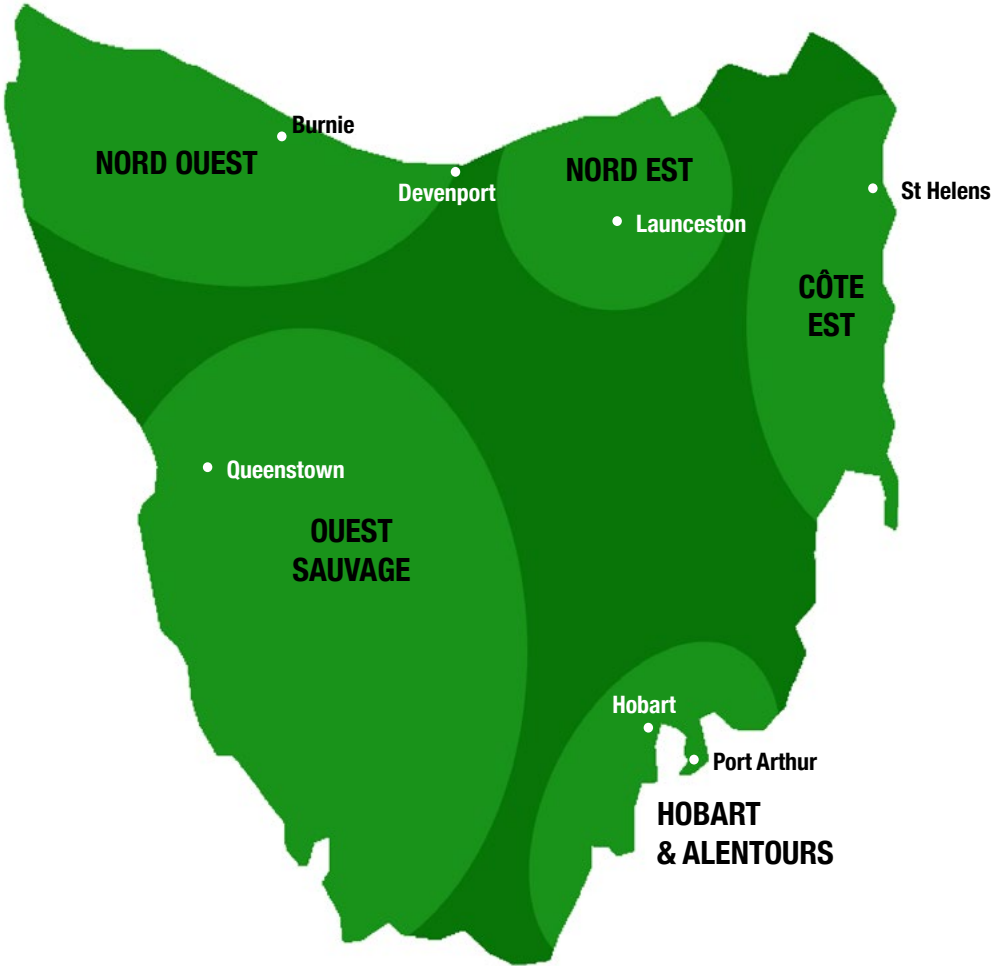 Burnie
NORD OUEST
Devenport
NORD EST
Launceston
St Helens
CÔTE
EST
Queenstown
OUEST
SAUVAGE
Hobart
Port Arthur
HOBART
& ALENTOURS